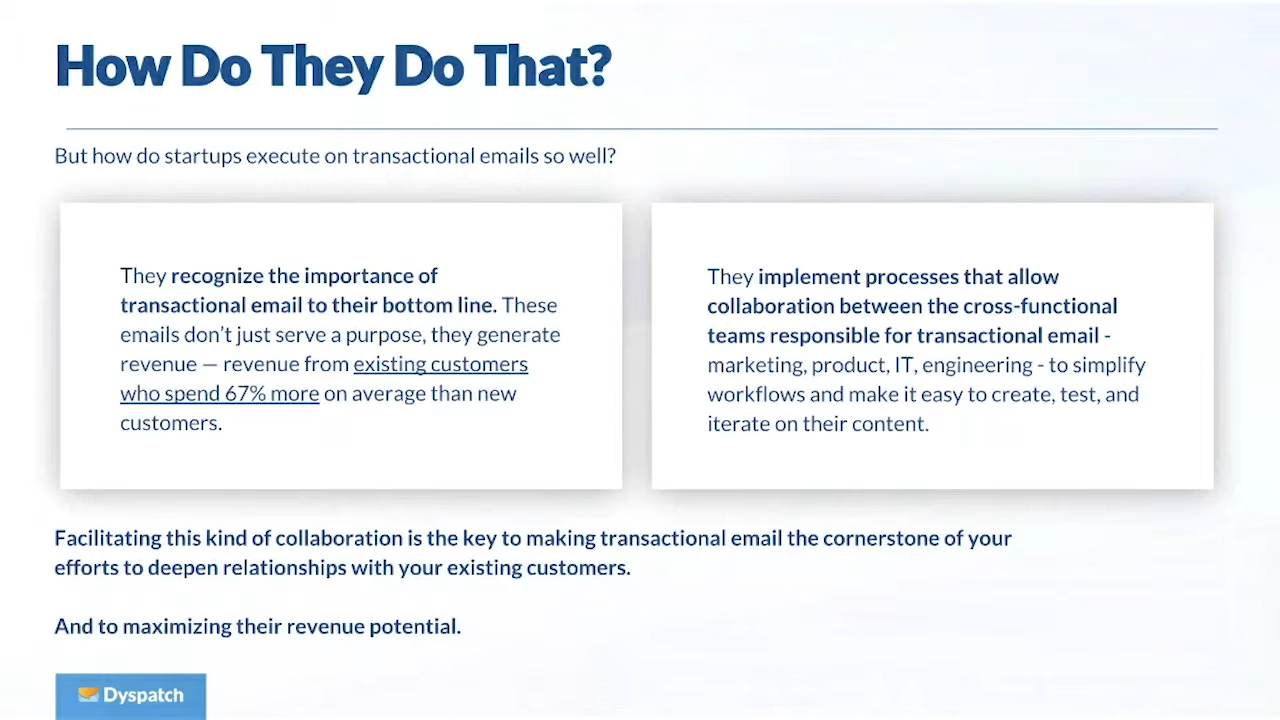 How Do They Do That?
But how do startups execute on transactional emails so well?
They recognize the importance of
transactional email to their bottom line. These
emails don’t just serve a purpose, they generate
revenue — revenue from existing customers
who spend 67% more on average than new
customers.
They implement processes that allow
collaboration between the cross-functional
teams responsible for transactional email -
marketing, product, IT, engineering - to simplify
workflows and make it easy to create, test, and
iterate on their content.
Facilitating this kind of collaboration is the key to making transactional email the cornerstone of your
efforts to deepen relationships with your existing customers.
And to maximizing their revenue potential.
Dyspatch